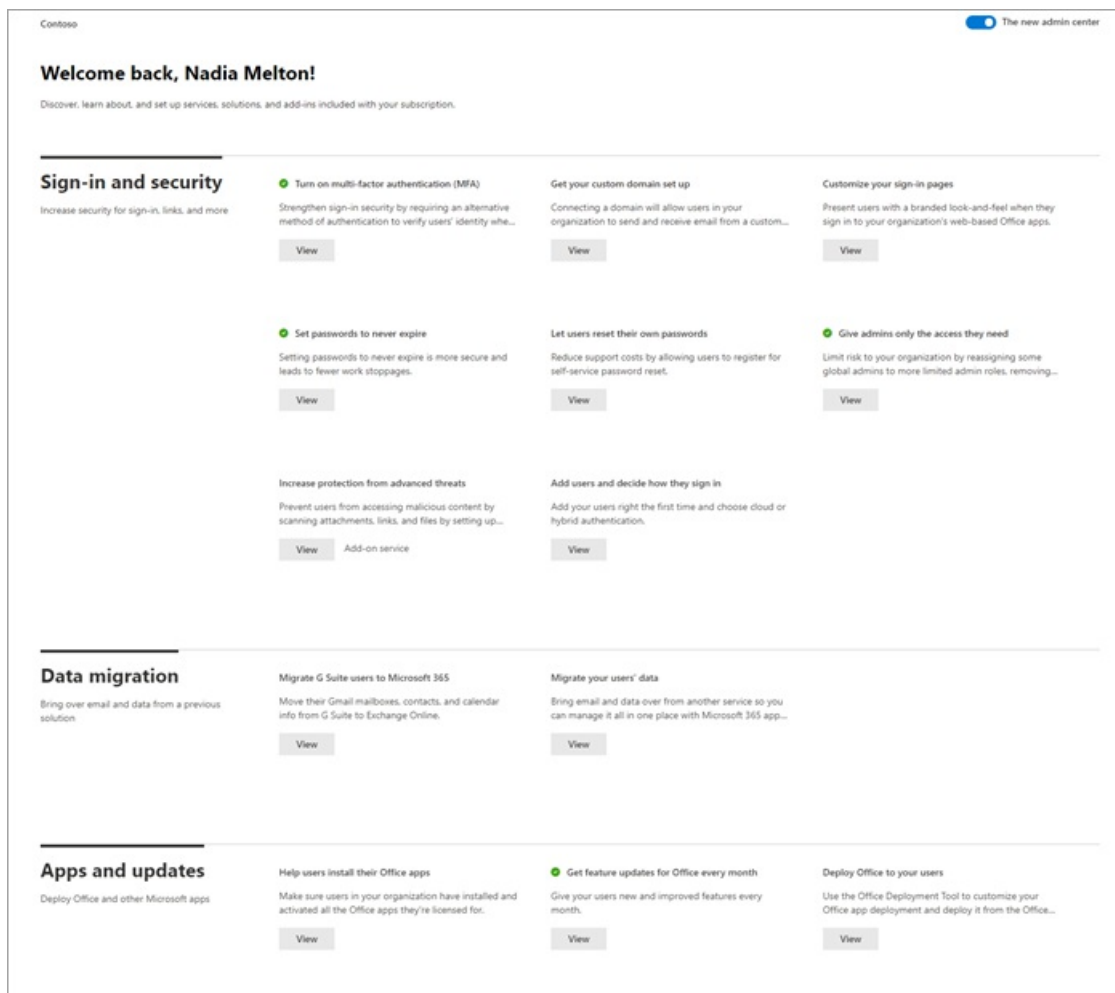 Contoso
The new admin center
Welcome back, Nadia Melton!
Discover, learn about, and set up services, solutions, and add-ins included with your subscription.
Sign-in and security
Increase security for sign-in, links, and more
Turn on multi-factor authentication (MFA)
Strengthen sign-in security by requiring an alternative
method of authentication to verify users' identity whe...
View
Get your custom domain set up
Connecting a domain will allow users in your
organization to send and receive email from a custom...
View
Customize your sign-in pages
Present users with a branded look-and-feel when they
sign in to your organization's web-based Office apps.
View
Set passwords to never expire
Setting passwords to never expire is more secure and
leads to fewer work stoppages.
View
Let users reset their own passwords
Reduce support costs by allowing users to register for
self-service password reset.
View
Give admins only the access they need
Limit risk to your organization by reassigning some
global admins to more limited admin roles, removing...
View
Increase protection from advanced threats
Prevent users from accessing malicious content by
scanning attachments, links, and files by setting up...
View
Add-on service
Add users and decide how they sign in
Add your users right the first time and choose cloud or
hybrid authentication.
View
Data migration
Bring over email and data from a previous
solution
Migrate G Suite users to Microsoft 365
Move their Gmail mailboxes, contacts, and calendar
info from G Suite to Exchange Online.
View
Migrate your users' data
Bring email and data over from another service so you
can manage it all in one place with Microsoft 365 app...
View
Apps and updates
Deploy Office and other Microsoft apps
Help users install their Office apps
Make sure users in your organization have installed and
activated all the Office apps they're licensed for.
View
Get feature updates for Office every month
Give your users new and improved features every
month.
View
Deploy Office to your users
Use the Office Deployment Tool to customize your
Office app deployment and deploy it from the Office...
View